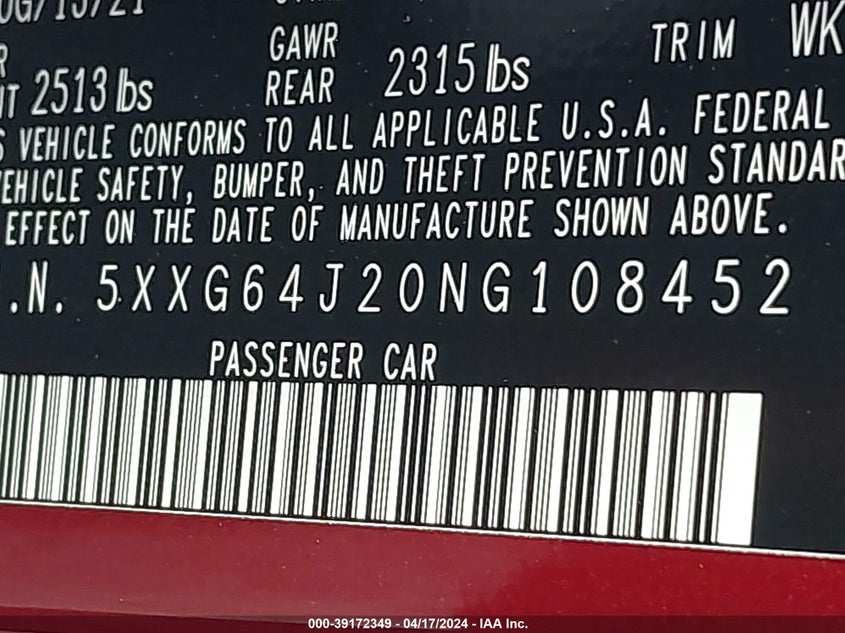 GAWR TRIM WK
2513 lbs REAR 2315 lbs
VEHICLE CONFORMS TO ALL APPLICABLE U.S.A. FEDERAL
VEHICLE SAFETY, BUMPER, AND THEFT PREVENTION STANDAR
EFFECT ON THE DATE OF MANUFACTURE SHOWN ABOVE.
.N. 5XXG64J20NG108452
PASSENGER CAR
000-39172349 - 04/17/2024 - IAA Inc.